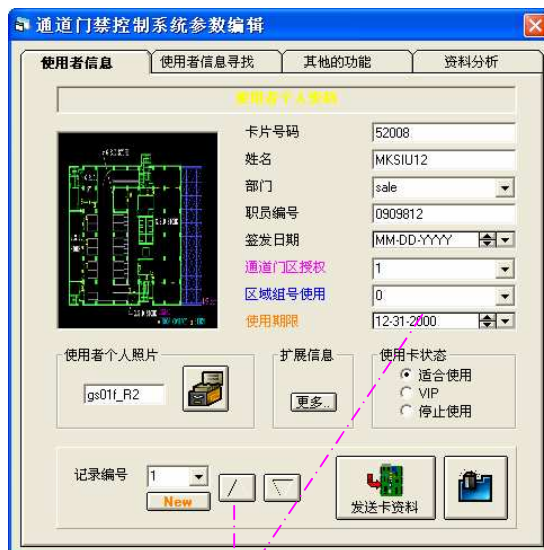 通道门禁控制系统参数编辑
使用者信息 使用者信息寻找 其他的功能 资料分析
使用者个人资料
卡片号码 52008
姓名 MKSIU12
部门 sale
职员编号 0909812
签发日期 MM-DD-YYYY
通道门区授权 1
区域组号使用 0
使用期限 12-31-2000
使用者个人照片 扩展信息 使用卡状态
gs01f_R2 更多.. 适合使用
VIP
停止使用
记录编号 1
New
发送卡资料